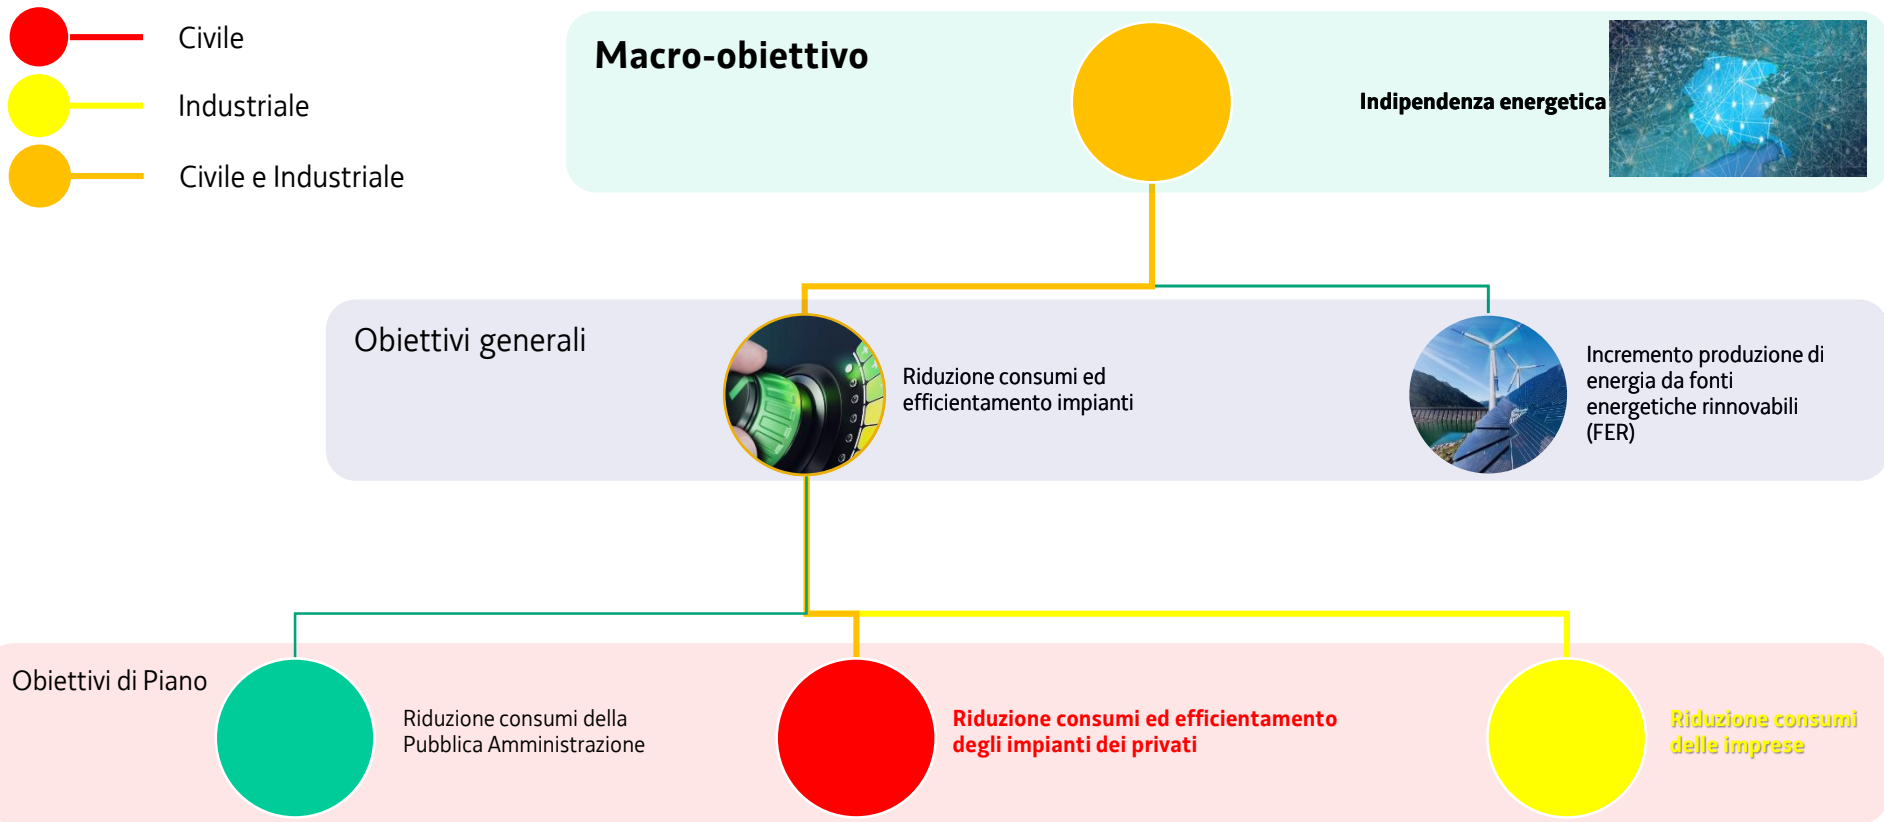 Civile
Industriale
Civile e Industriale
Macro-obiettivo
Indipendenza energetica
Obiettivi generali
Riduzione consumi ed
efficientamento impianti
Incremento produzione di
energia da fonti
energetiche rinnovabili
(FER)
Obiettivi di Piano
Riduzione consumi della
Pubblica Amministrazione
Riduzione consumi ed efficientamento
degli impianti dei privati
Riduzione consumi
delle imprese